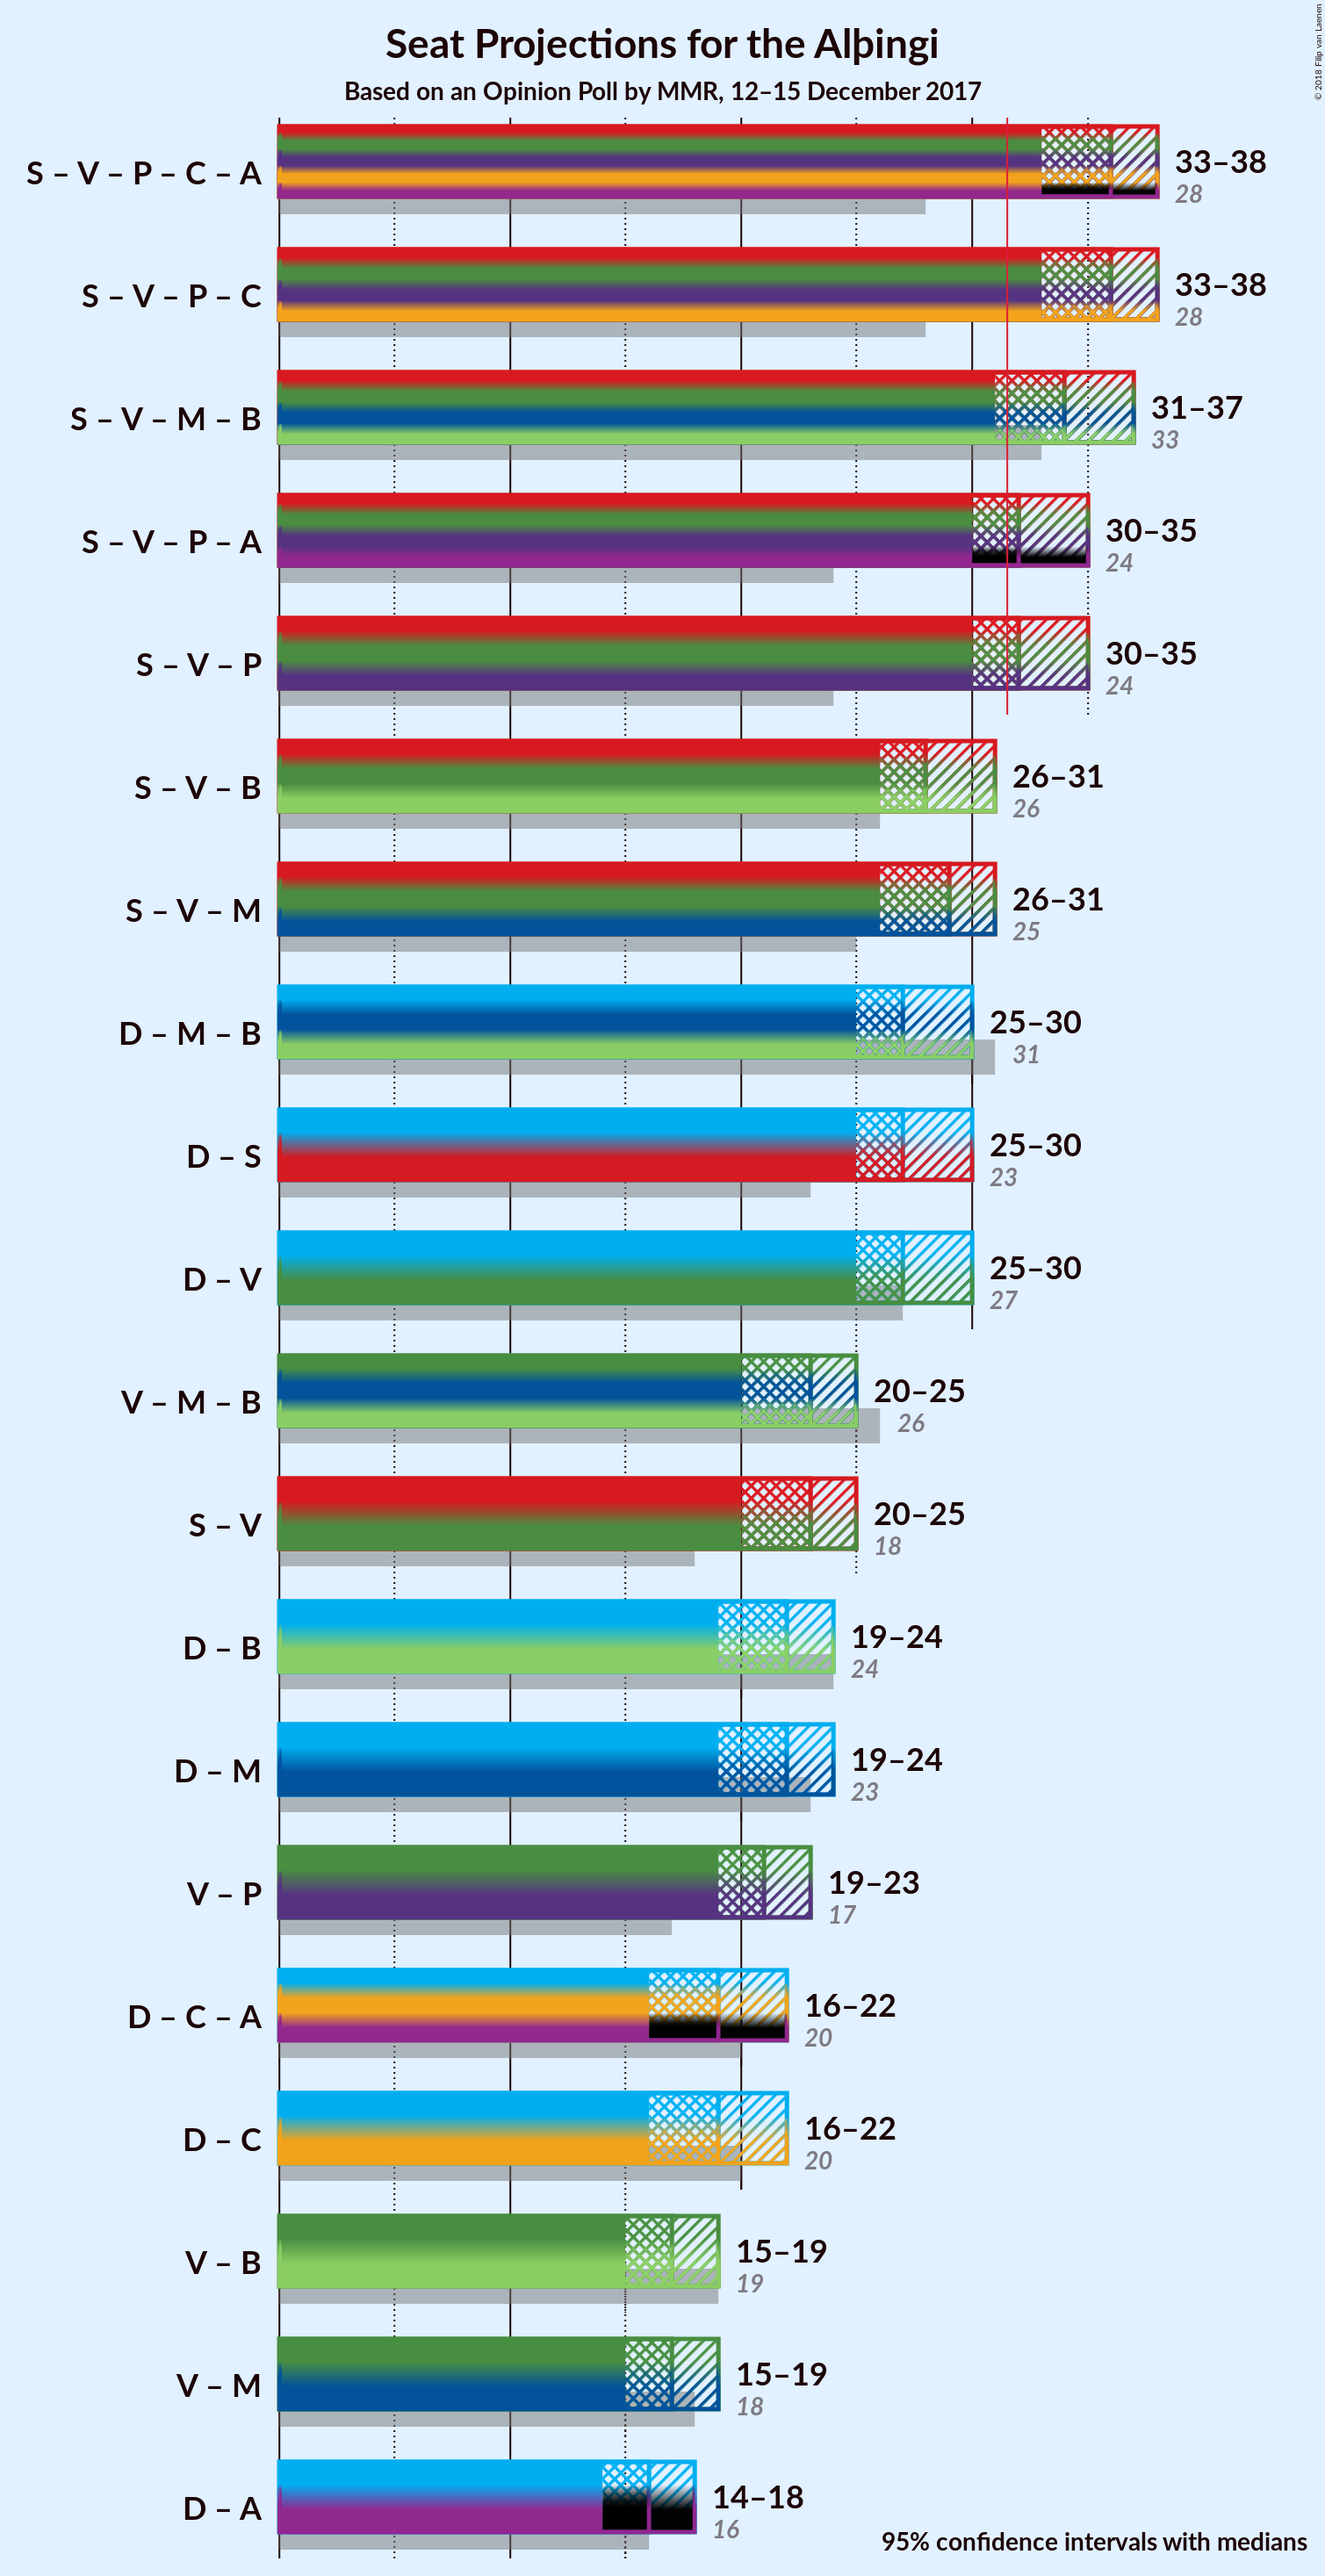 © 2018 Filip van Laenen
Seat Projections for the Alþingi
Based on an Opinion Poll by MMR, 12–15 December 2017
S – V – P – C – A
33–38
28
S – V – P – C
33–38
28
S – V – M – B
31–37
33
S – V – P – A
30–35
24
S – V – P
30–35
24
S – V – B
26–31
26
S – V – M
26–31
25
D – M – B
25–30
31
D – S
25–30
23
D – V
25–30
27
V – M – B
20–25
26
S – V
20–25
18
D – B
19–24
24
D – M
19–24
23
V – P
19–23
17
D – C – A
16–22
20
D – C
16–22
20
V – B
15–19
19
V – M
15–19
18
D – A
14–18
16
95% confidence intervals with medians